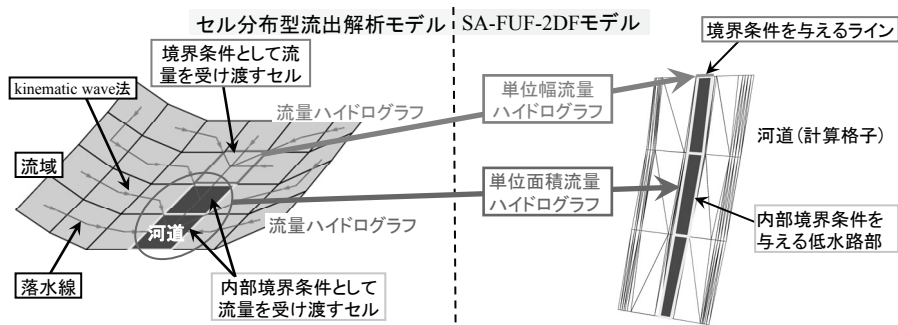 セル分布型流出解析モデル
SA-FUF-2DFモデル
境界条件として流
量を受け渡すセル
kinematic wave法
流量ハイドログラフ
流域
河道
流量ハイドログラフ
落水線
内部境界条件として
流量を受け渡すセル
境界条件を与えるライン
単位幅流量
ハイドログラフ
河道(計算格子)
単位面積流量
ハイドログラフ
内部境界条件を
与える低水路部